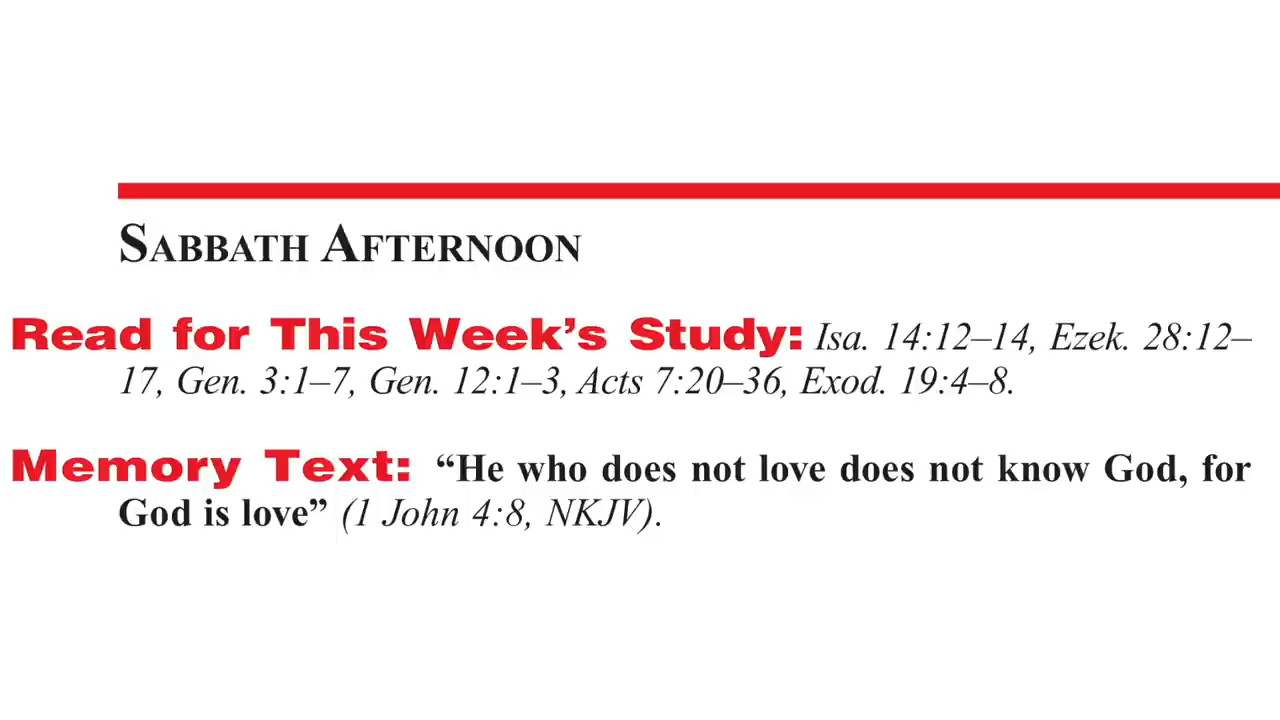 SABBATH AFTERNOON
Read for This Week’s Study: Isa. 14:12–14, Ezek. 28:12–
17, Gen. 3:1–7, Gen. 12:1–3, Acts 7:20–36, Exod. 19:4–8.
Memory Text: “He who does not love does not know God, for
God is love” (1 John 4:8, NKJV).